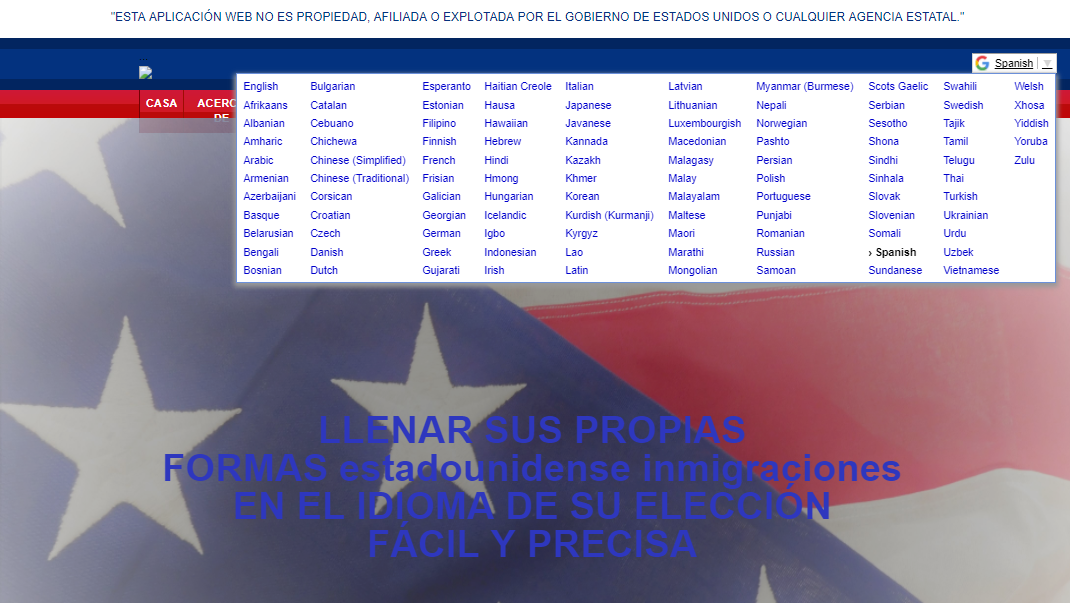 "ESTA APLICACIÓN WEB NO ES PROPIEDAD, AFILIADA O EXPLOTADA POR EL GOBIERNO DE ESTADOS UNIDOS O CUALQUIER AGENCIA ESTATAL."
Spanish
CASA
ACERC
DE
English Bulgarian Esperanto Haitian Creole Italian Latvian Myanmar (Burmese) Scots Gaelic Swahili Welsh
Afrikaans Catalan Estonian Hausa Japanese Lithuanian Nepali Serbian Swedish Xhosa
Albanian Cebuano Filipino Hawaiian Javanese Luxembourgish Norwegian Sesotho Tajik Yiddish
Amharic Chichewa Finnish Hebrew Kannada Macedonian Pashto Shona Tamil Yoruba
Arabic Chinese (Simplified) French Hindi Kazakh Malagasy Persian Sindhi Telugu Zulu
Armenian Chinese (Traditional) Frisian Hmong Khmer Malay Polish Sinhala Thai
Azerbaijani Corsican Galician Hungarian Korean Malayalam Portuguese Slovak Turkish
Basque Croatian Georgian Icelandic Kurdish (Kurmanji) Maltese Punjabi Slovenian Ukrainian
Belarusian Czech German Igbo Kyrgyz Maori Romanian Somali Urdu
Bengali Danish Greek Indonesian Lao Marathi Russian › Spanish Uzbek
Bosnian Dutch Gujarati Irish Latin Mongolian Samoan Sundanese Vietnamese
LLENAR SUS PROPIAS
FORMAS estadounidense inmigraciones
EN EL IDIOMA DE SU ELECCIÓN
FÁCIL Y PRECISA